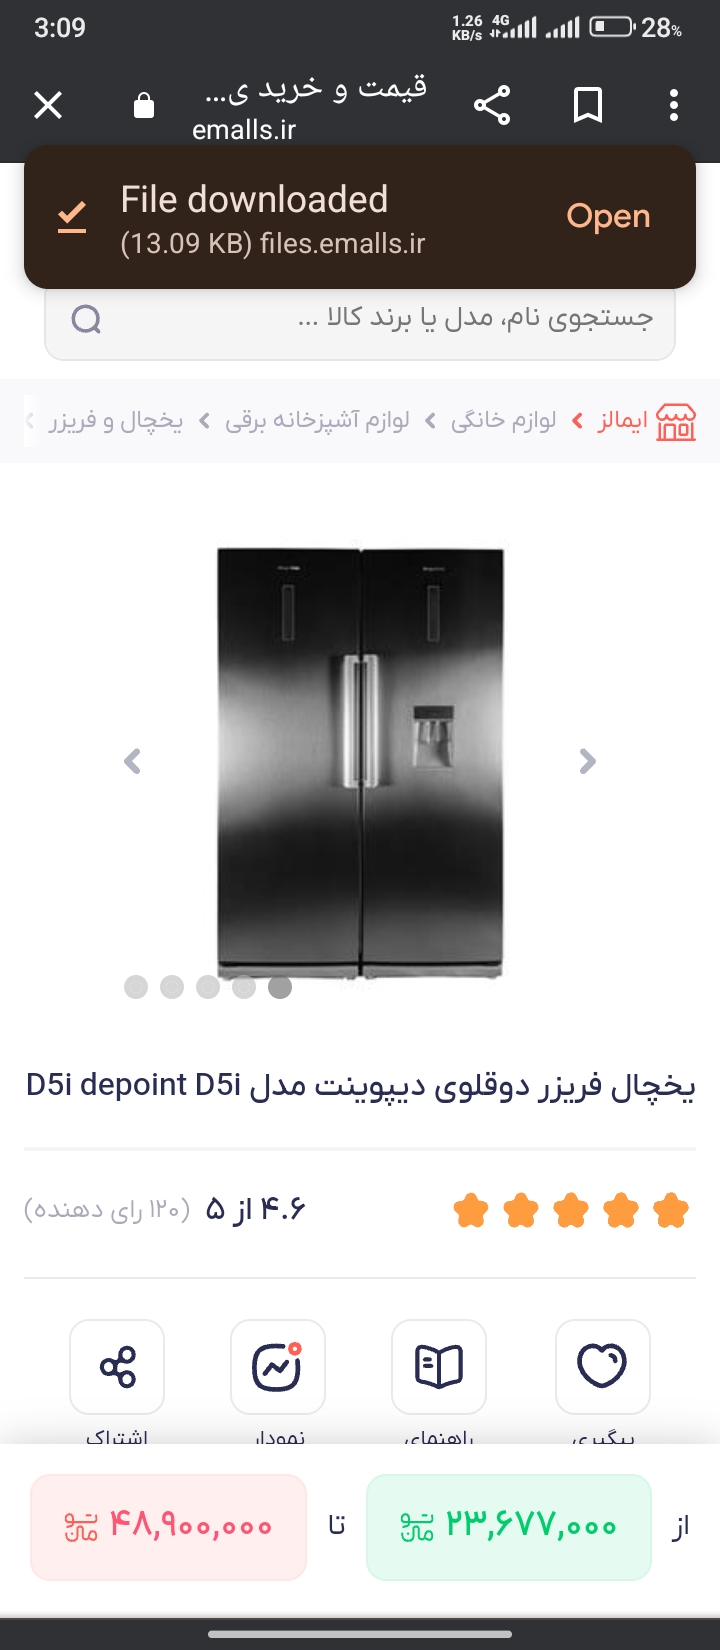 3:09
1.26 KB/s 4G 28%
قیمت و خرید ی...
emalls.ir
File downloaded
(13.09 KB) files.emalls.ir
Open
جستجوی نام، مدل یا برند کالا ...
ایمالز › لوازم خانگی › لوازم آشپزخانه برقی › یخچال و فریزر ›
یخچال فریزر دوقلوی دیپوینت مدل D5i depoint D5i
۴.۶ از ۵ (۱۲۰ رای دهنده)
پیگیری راهنمای نمودار اشتراک
از ۲۳,۶۷۷,۰۰۰ تومان تا ۴۸,۹۰۰,۰۰۰ تومان